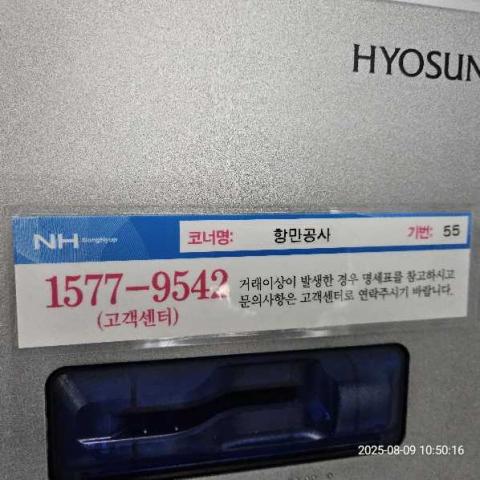 HYOSUN
NH NongHyup
코너명: 항만공사 기번: 55
1577-9542
(고객센터)
거래이상이 발생한 경우 명세표를 참고하시고
문의사항은 고객센터로 연락주시기 바랍니다.
2025-08-09 10:50:16